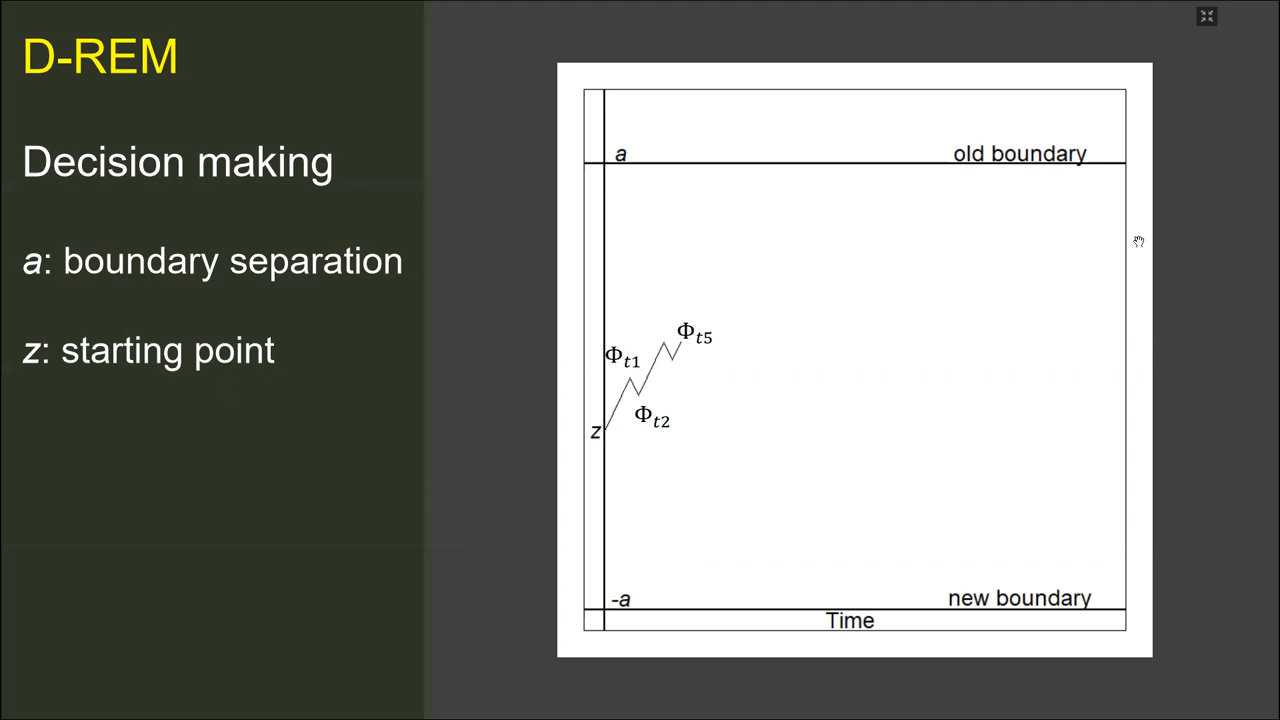 D-REM
Decision making
a: boundary separation
z: starting point
a
old boundary
Φt5
Φt1
Φt2
z
-a
new boundary
Time